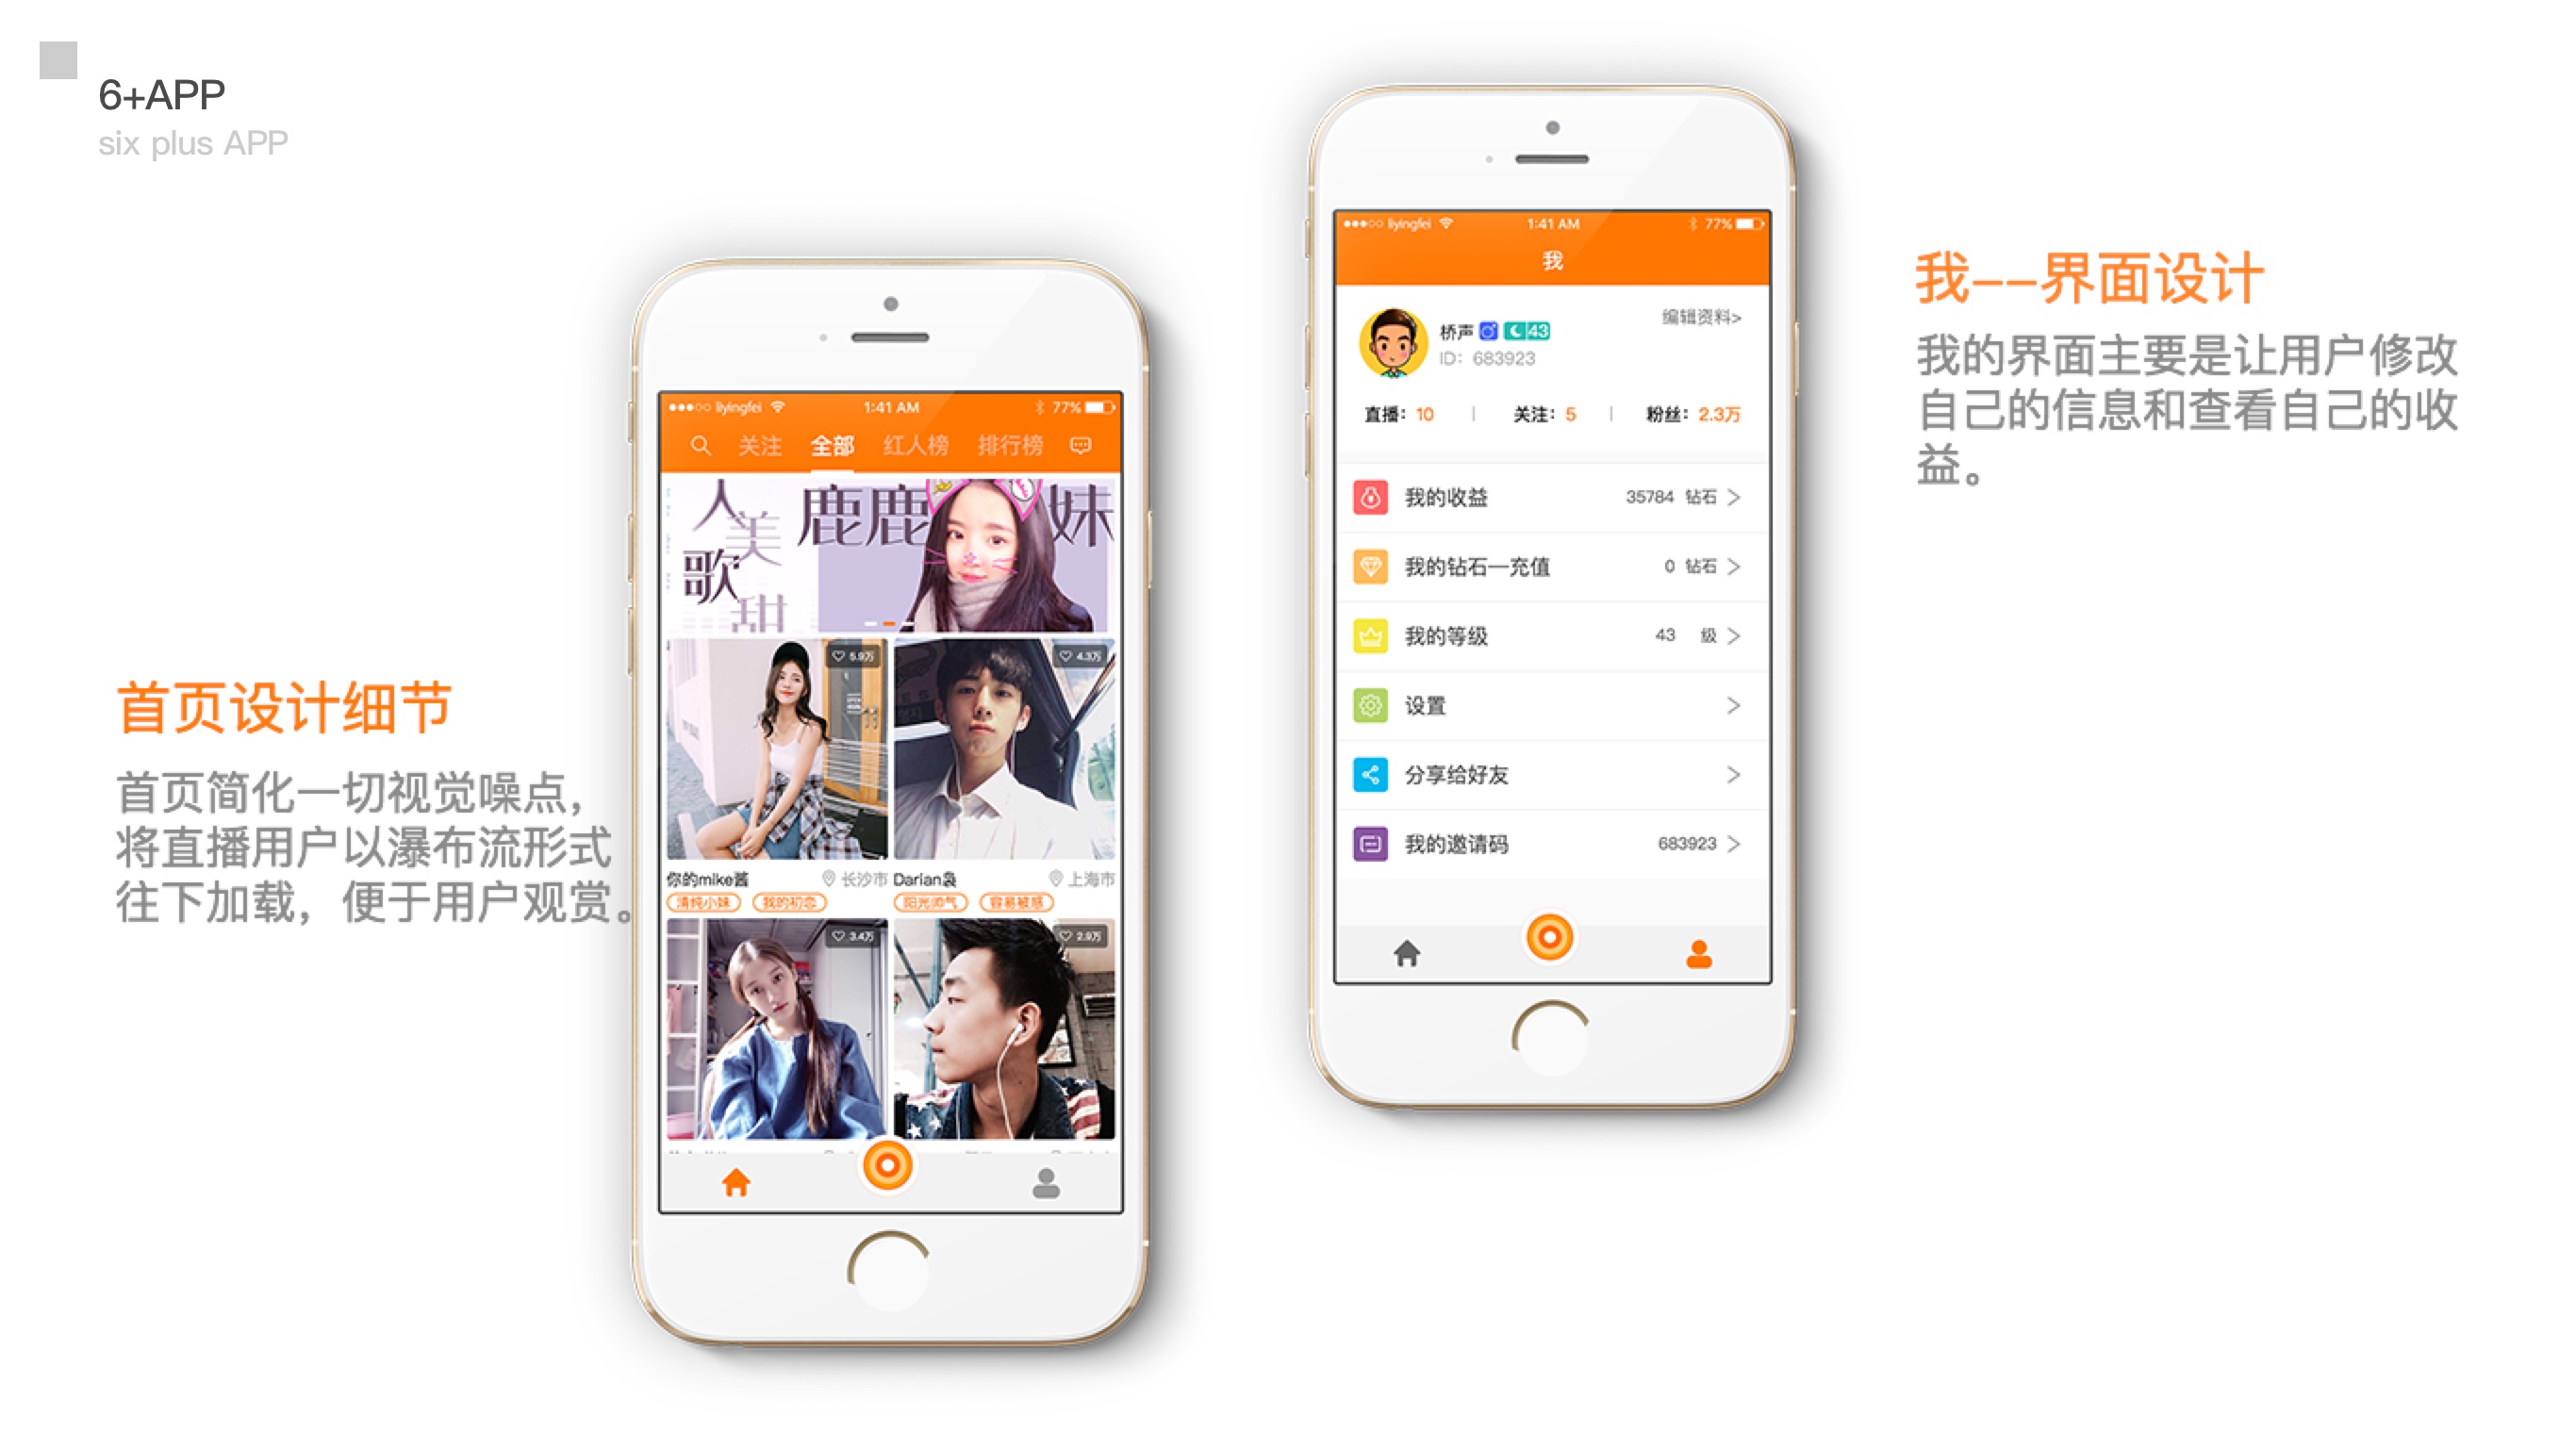 6+APP
six plus APP
liyingfei
1:41 AM
77%
关注 全部 红人榜 排行榜
人美歌甜
鹿鹿 妹
5.9万
4.3万
你的mike酱 长沙市
Darian袅 上海市
清纯小妹 我的初恋
阳光帅气 容易敏感
3.4万
2.9万
首页设计细节
首页简化一切视觉噪点，
将直播用户以瀑布流形式
往下加载，便于用户观赏。
liyingfei
1:41 AM
77%
我
桥声 43
编辑资料>
ID：683923
直播：10 | 关注：5 | 粉丝：2.3万
我的收益 35784 钻石
我的钻石—充值 0 钻石
我的等级 43 级
设置
分享给好友
我的邀请码 683923
我--界面设计
我的界面主要是让用户修改
自己的信息和查看自己的收
益。